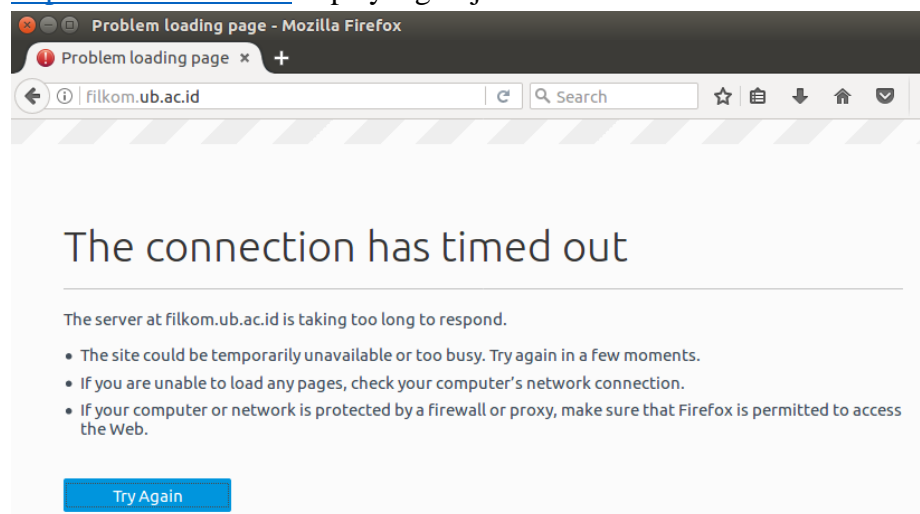 Problem loading page - Mozilla Firefox
Problem loading page
filkom.ub.ac.id
Search
The connection has timed out
The server at filkom.ub.ac.id is taking too long to respond.
• The site could be temporarily unavailable or too busy. Try again in a few moments.
• If you are unable to load any pages, check your computer's network connection.
• If your computer or network is protected by a firewall or proxy, make sure that Firefox is permitted to access
the Web.
Try Again